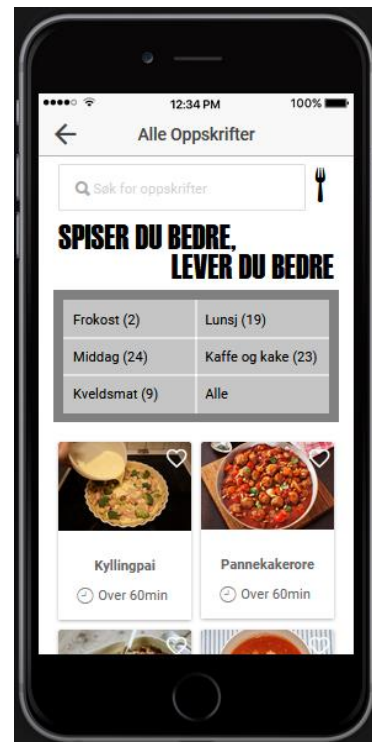 12:34 PM 100%
Alle Oppskrifter
Søk for oppskrifter
SPISER DU BEDRE,
LEVER DU BEDRE
Frokost (2) Lunsj (19)
Middag (24) Kaffe og kake (23)
Kveldsmat (9) Alle
Kyllingpai Pannekakerore
Over 60min Over 60min